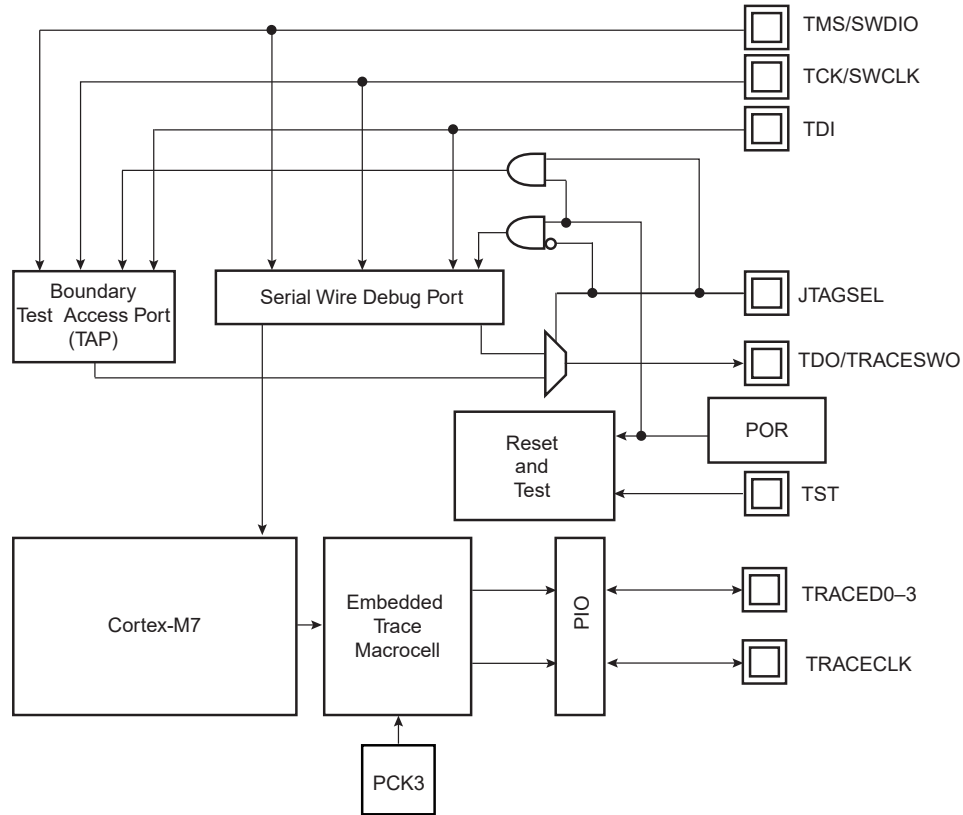 TMS/SWDIO
TCK/SWCLK
TDI
Boundary
Test Access Port
(TAP)
Serial Wire Debug Port
JTAGSEL
TDO/TRACESWO
POR
Reset
and
Test
TST
Cortex-M7
Embedded
Trace
Macrocell
PIO
TRACED0–3
TRACECLK
PCK3